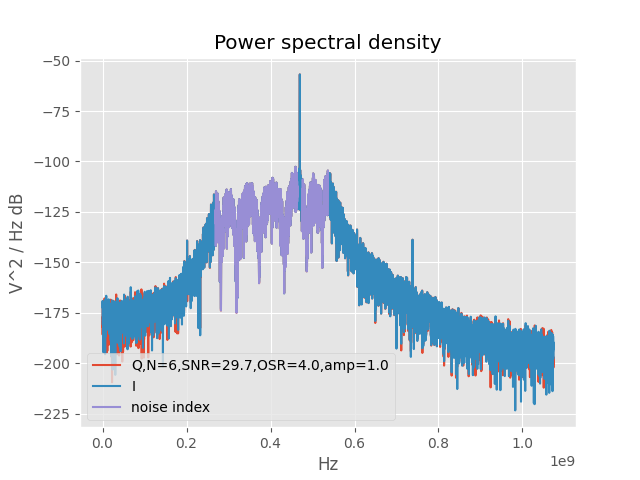 Power spectral density
V^2 / Hz dB
−50
−75
−100
−125
−150
−175
−200
−225
Q,N=6,SNR=29.7,OSR=4.0,amp=1.0
I
noise index
0.0 0.2 0.4 0.6 0.8 1.0
1e9
Hz